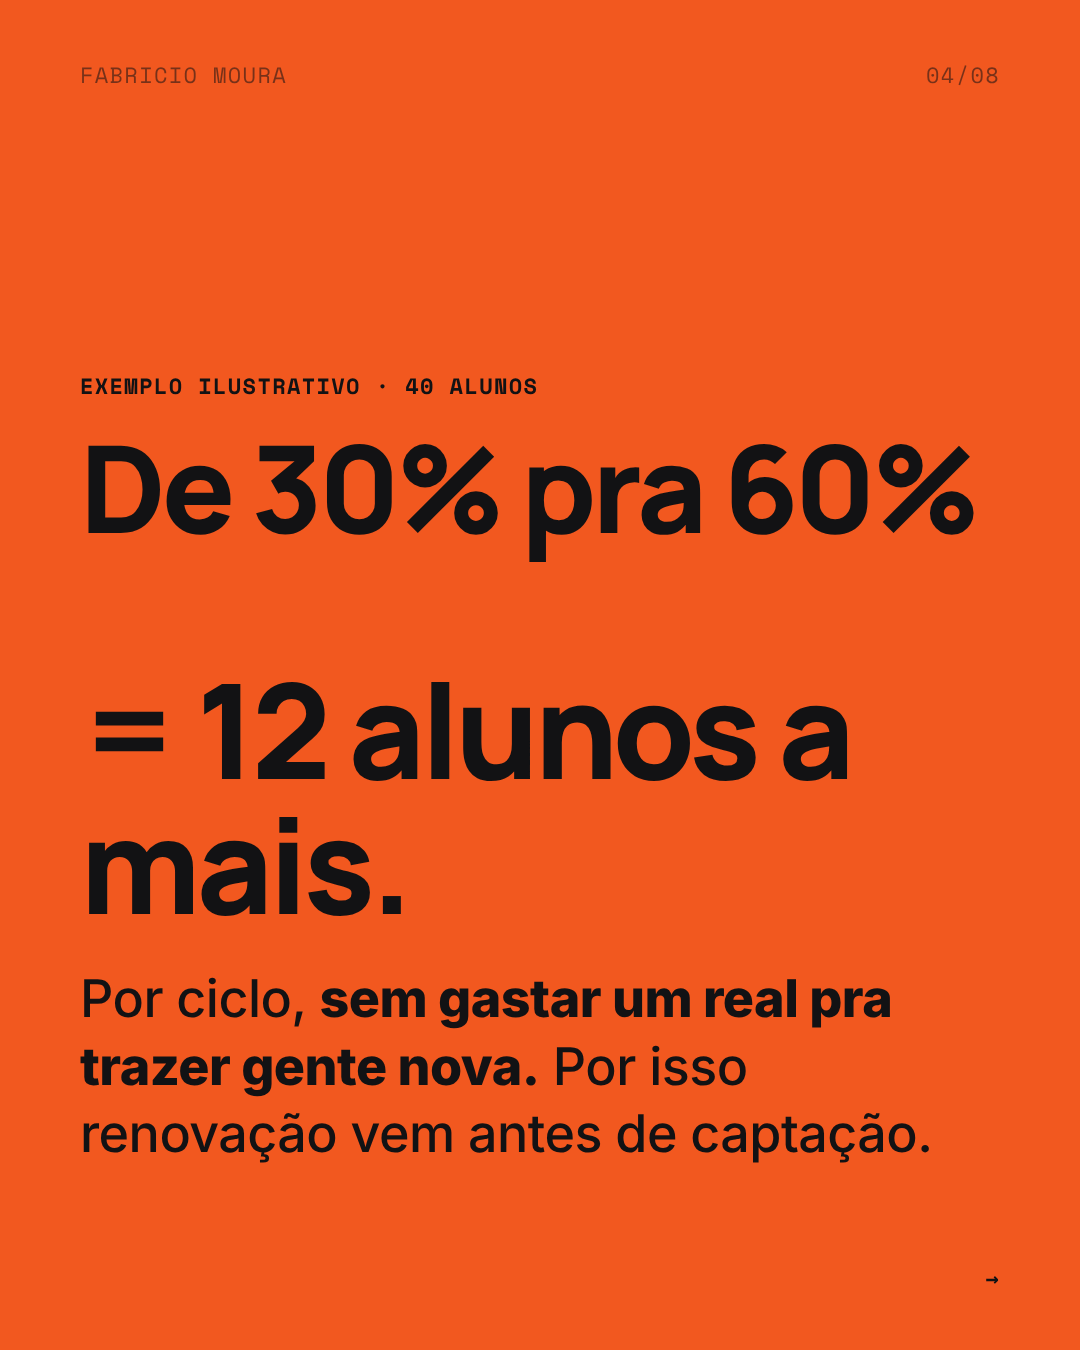 FABRICIO MOURA
04/08
EXEMPLO ILUSTRATIVO · 40 ALUNOS
De 30% pra 60%
= 12 alunos a
mais.
Por ciclo, sem gastar um real pra
trazer gente nova. Por isso
renovação vem antes de captação.
→